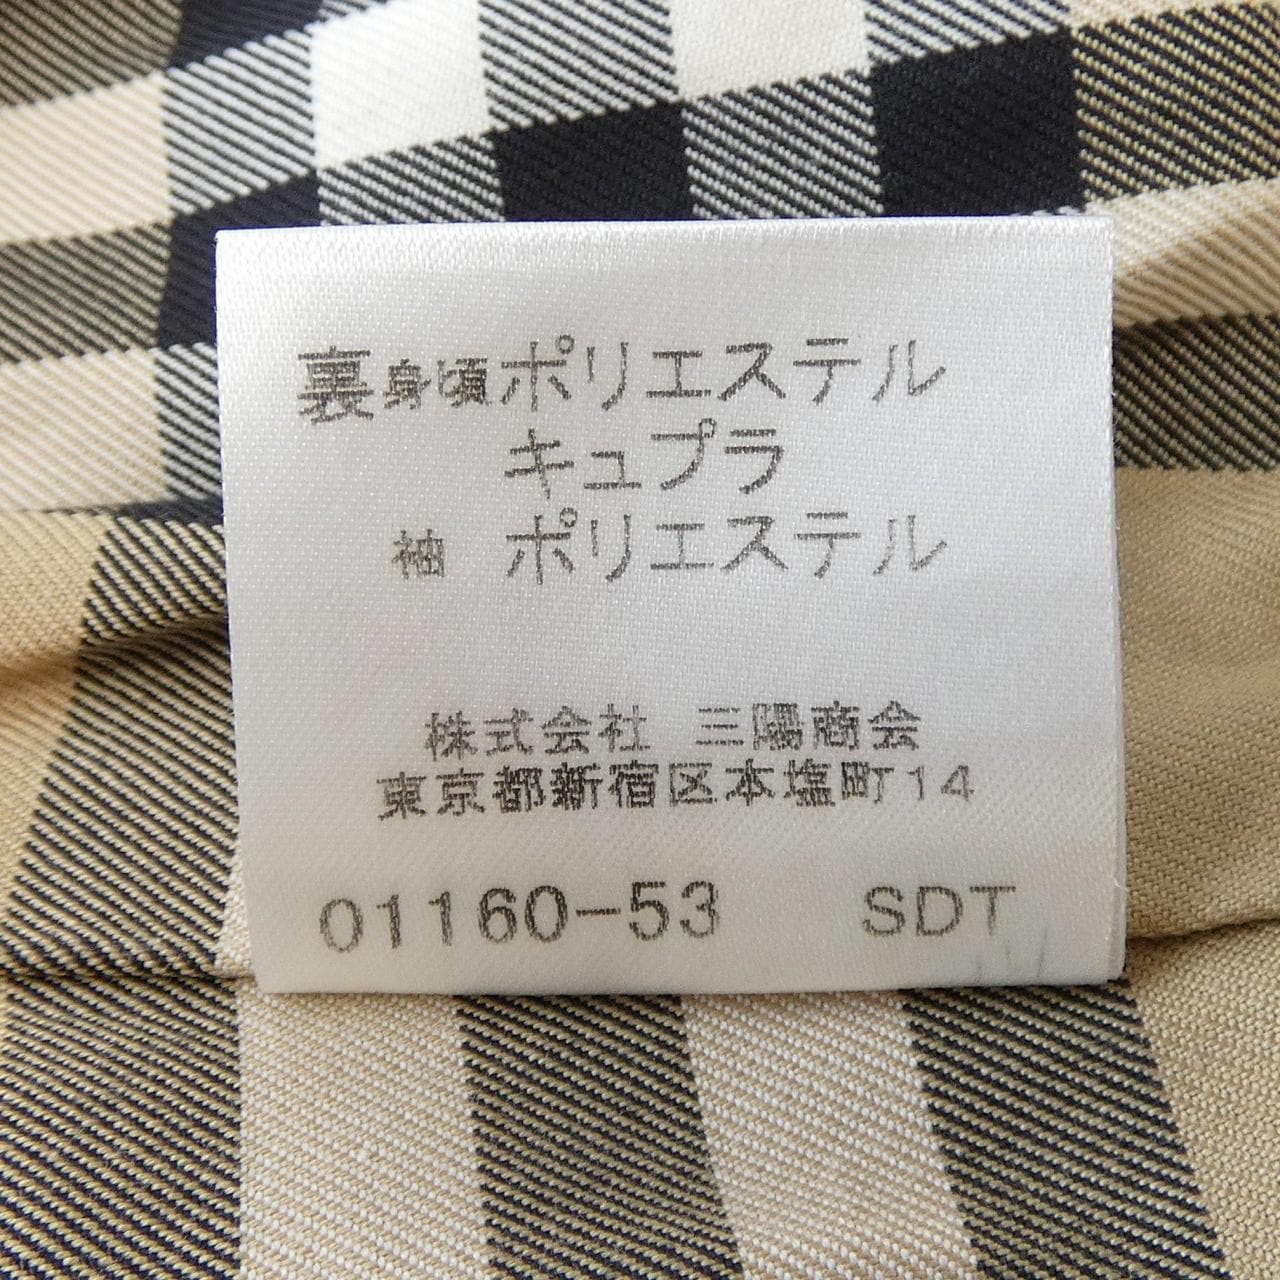 裏身頃ポリエステル
キュプラ
袖 ポリエステル
株式会社 三陽商会
東京都新宿区本塩町14
01160-53 SDT